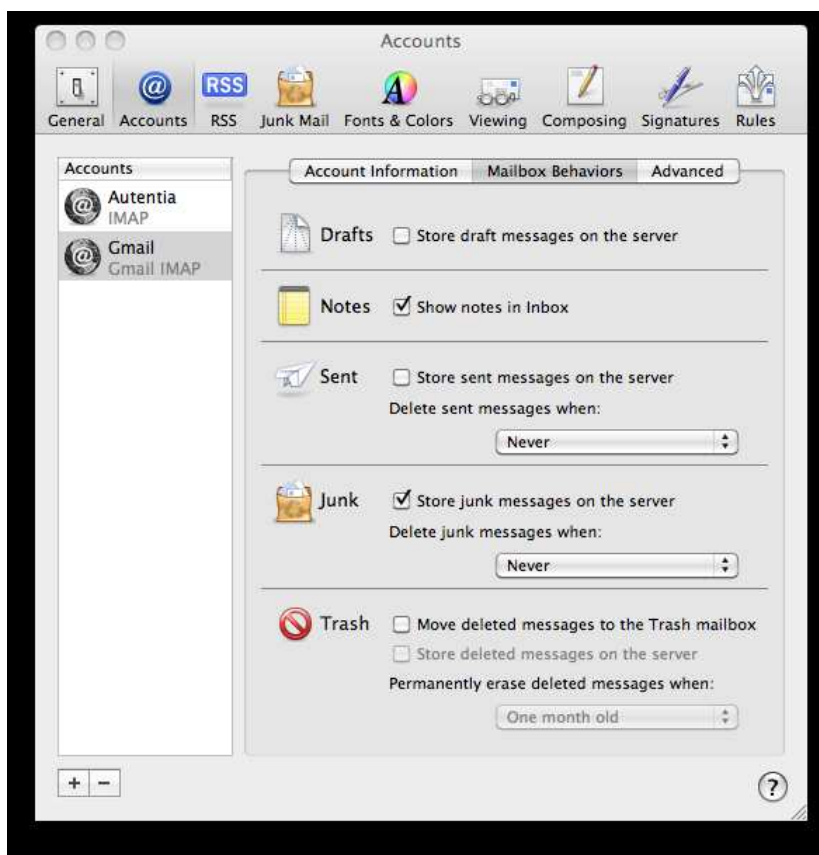 Accounts
General Accounts RSS Junk Mail Fonts & Colors Viewing Composing Signatures Rules
RSS
Accounts
Autentia
IMAP
Gmail
Gmail IMAP
Account Information Mailbox Behaviors Advanced
Drafts Store draft messages on the server
Notes Show notes in Inbox
Sent Store sent messages on the server
Delete sent messages when:
Never
Junk Store junk messages on the server
Delete junk messages when:
Never
Trash Move deleted messages to the Trash mailbox
Store deleted messages on the server
Permanently erase deleted messages when:
One month old
+ −
?